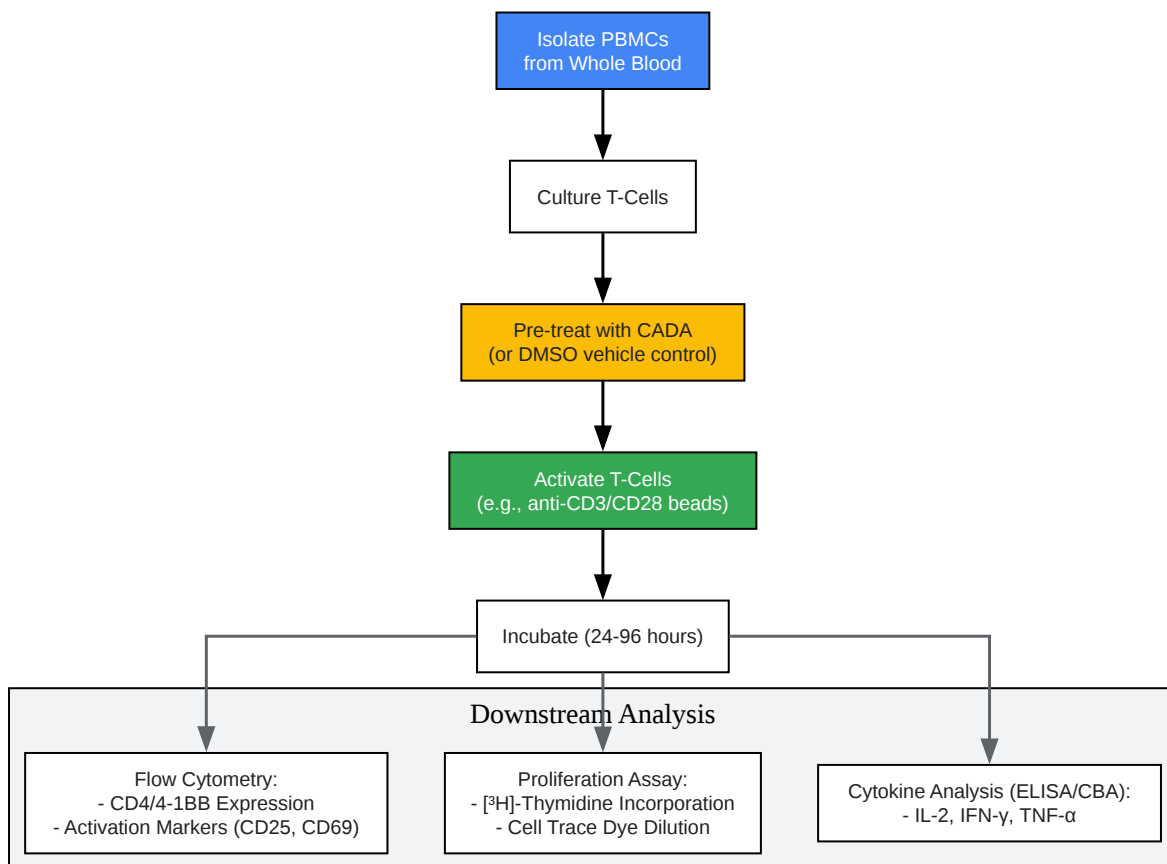 Isolate PBMCs
from Whole Blood
Culture T-Cells
Pre-treat with CADA
(or DMSO vehicle control)
Activate T-Cells
(e.g., anti-CD3/CD28 beads)
Incubate (24-96 hours)
Downstream Analysis
Flow Cytometry:
- CD4/4-1BB Expression
- Activation Markers (CD25, CD69)
Proliferation Assay:
- [³H]-Thymidine Incorporation
- Cell Trace Dye Dilution
Cytokine Analysis (ELISA/CBA):
- IL-2, IFN-γ, TNF-α